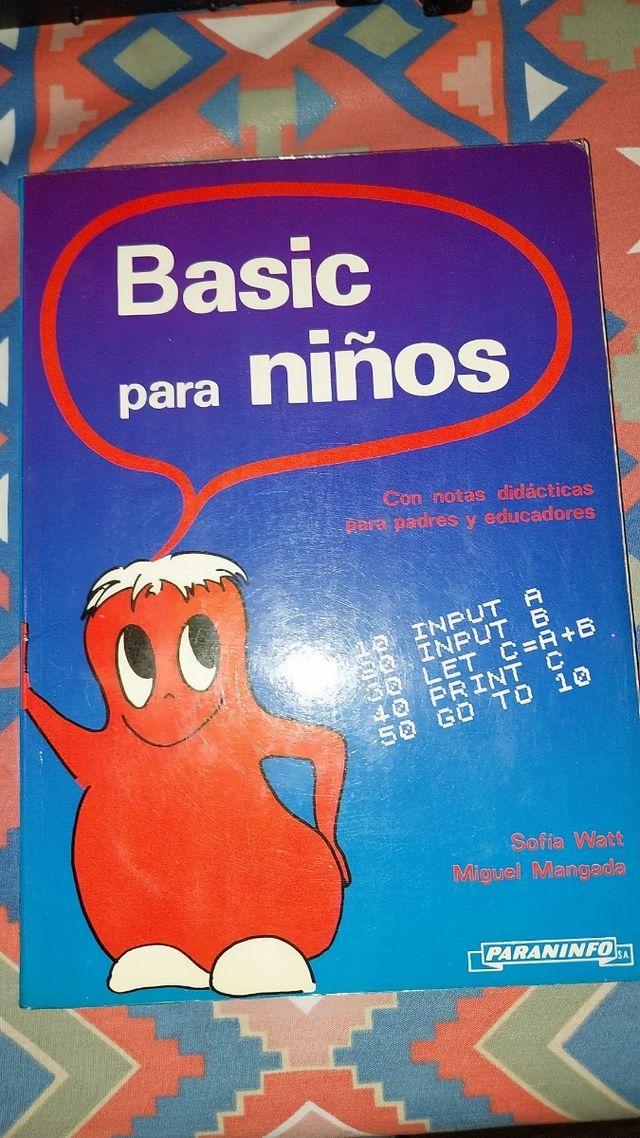 Basic
para niños
Con notas didácticas
para padres y educadores
10 INPUT A
20 INPUT B
30 LET C=A+B
40 PRINT C
50 GO TO 10
Sofía Watt
Miguel Mangada
PARANINFO S.A.